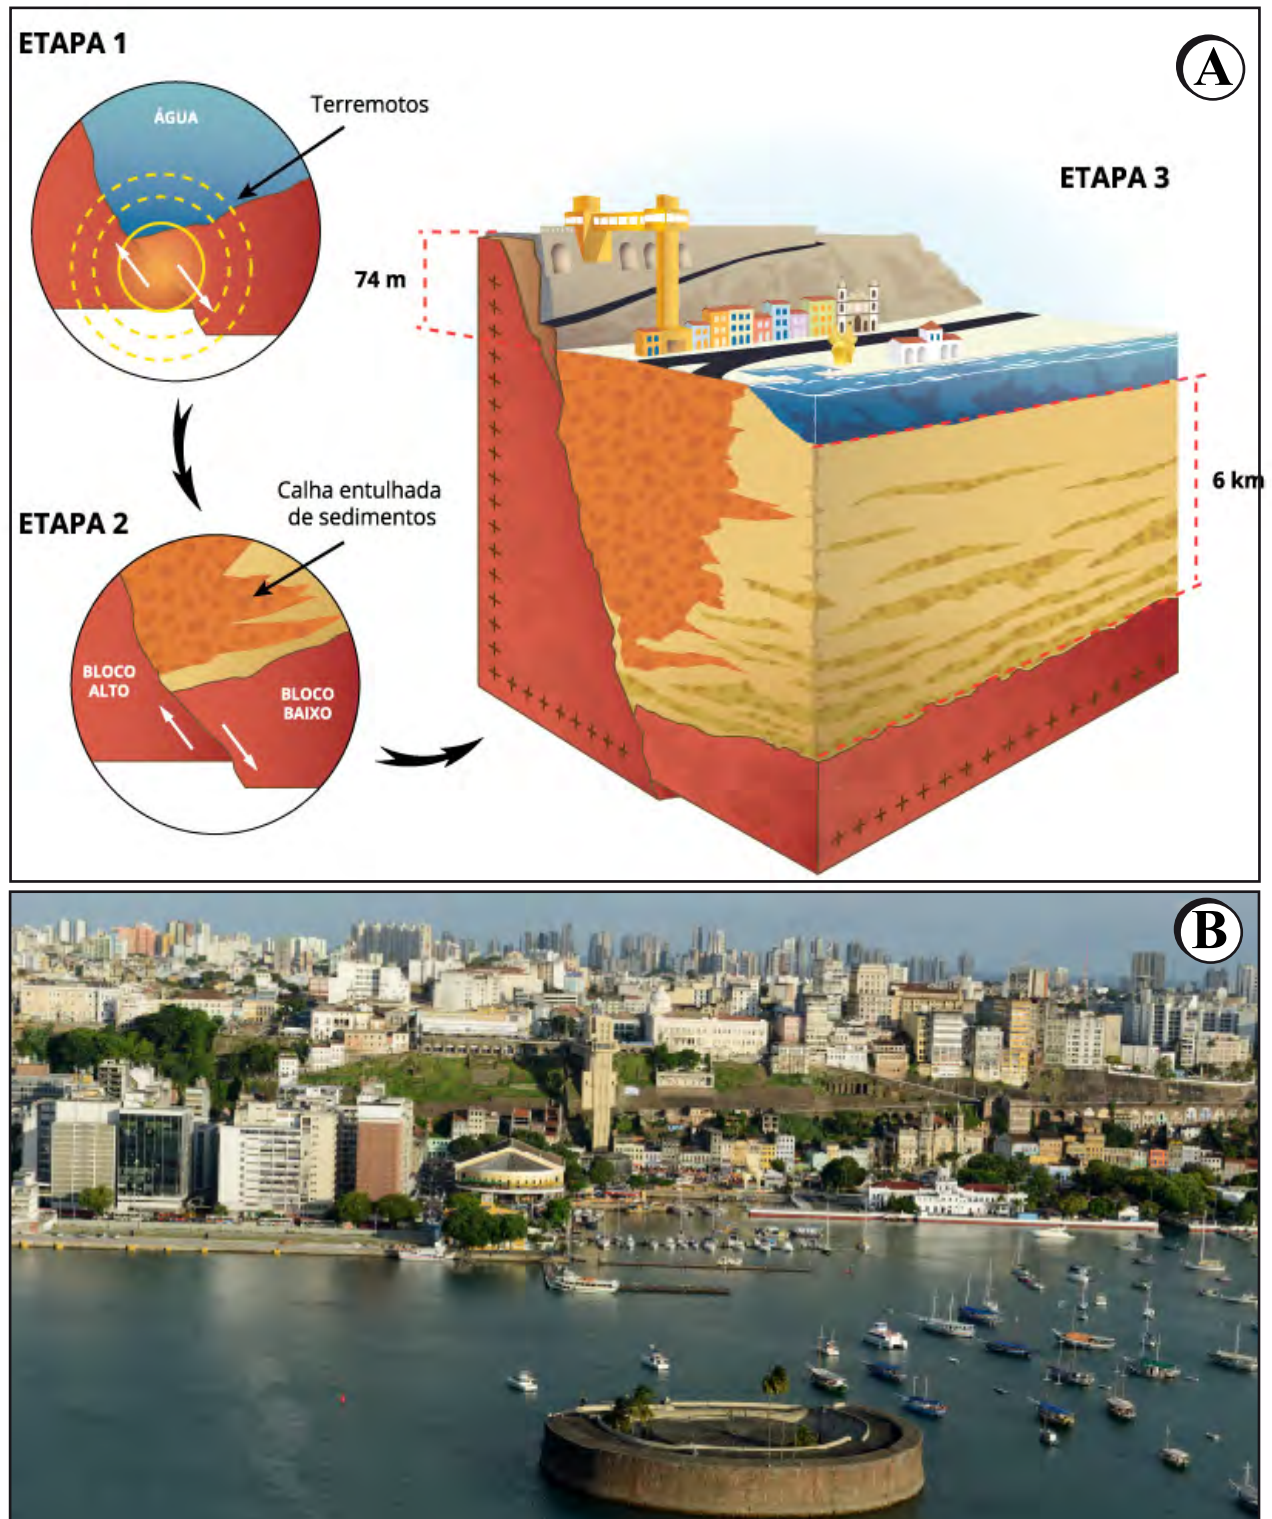 ETAPA 1
A
ÁGUA
Terremotos
ETAPA 3
74 m
6 km
ETAPA 2
Calha entulhada
de sedimentos
BLOCO
ALTO
BLOCO
BAIXO
B